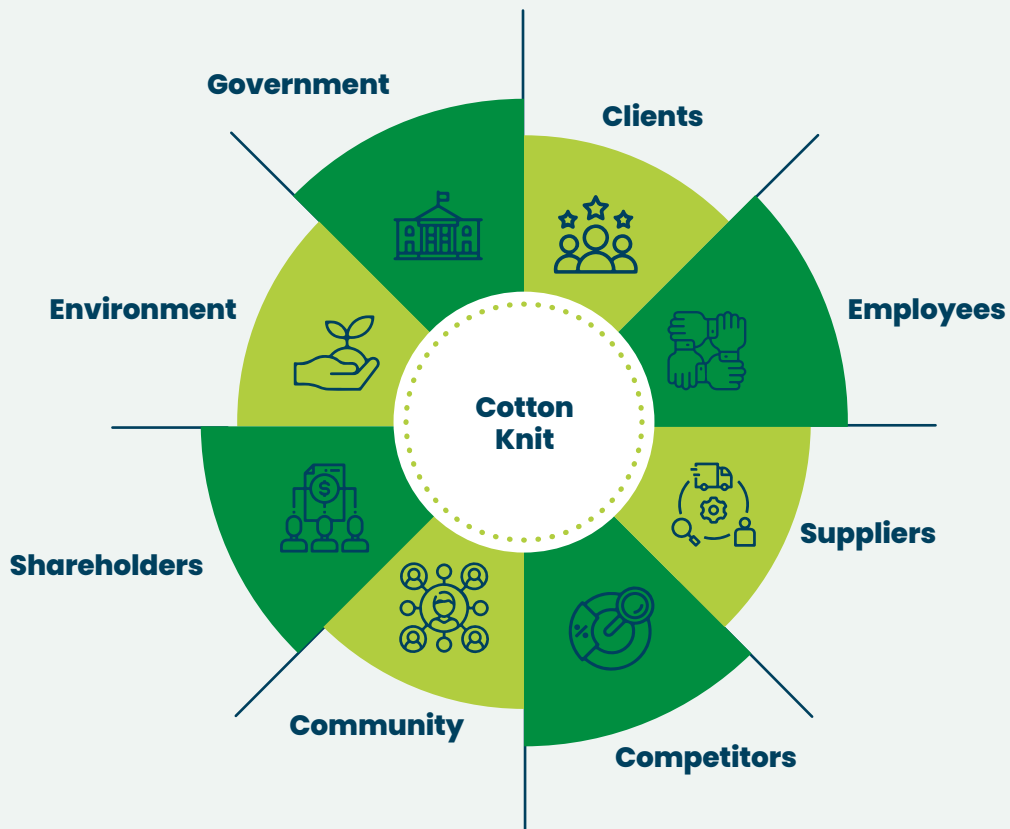 Government
Clients
Environment
Employees
Cotton
Knit
Shareholders
Suppliers
Community
Competitors